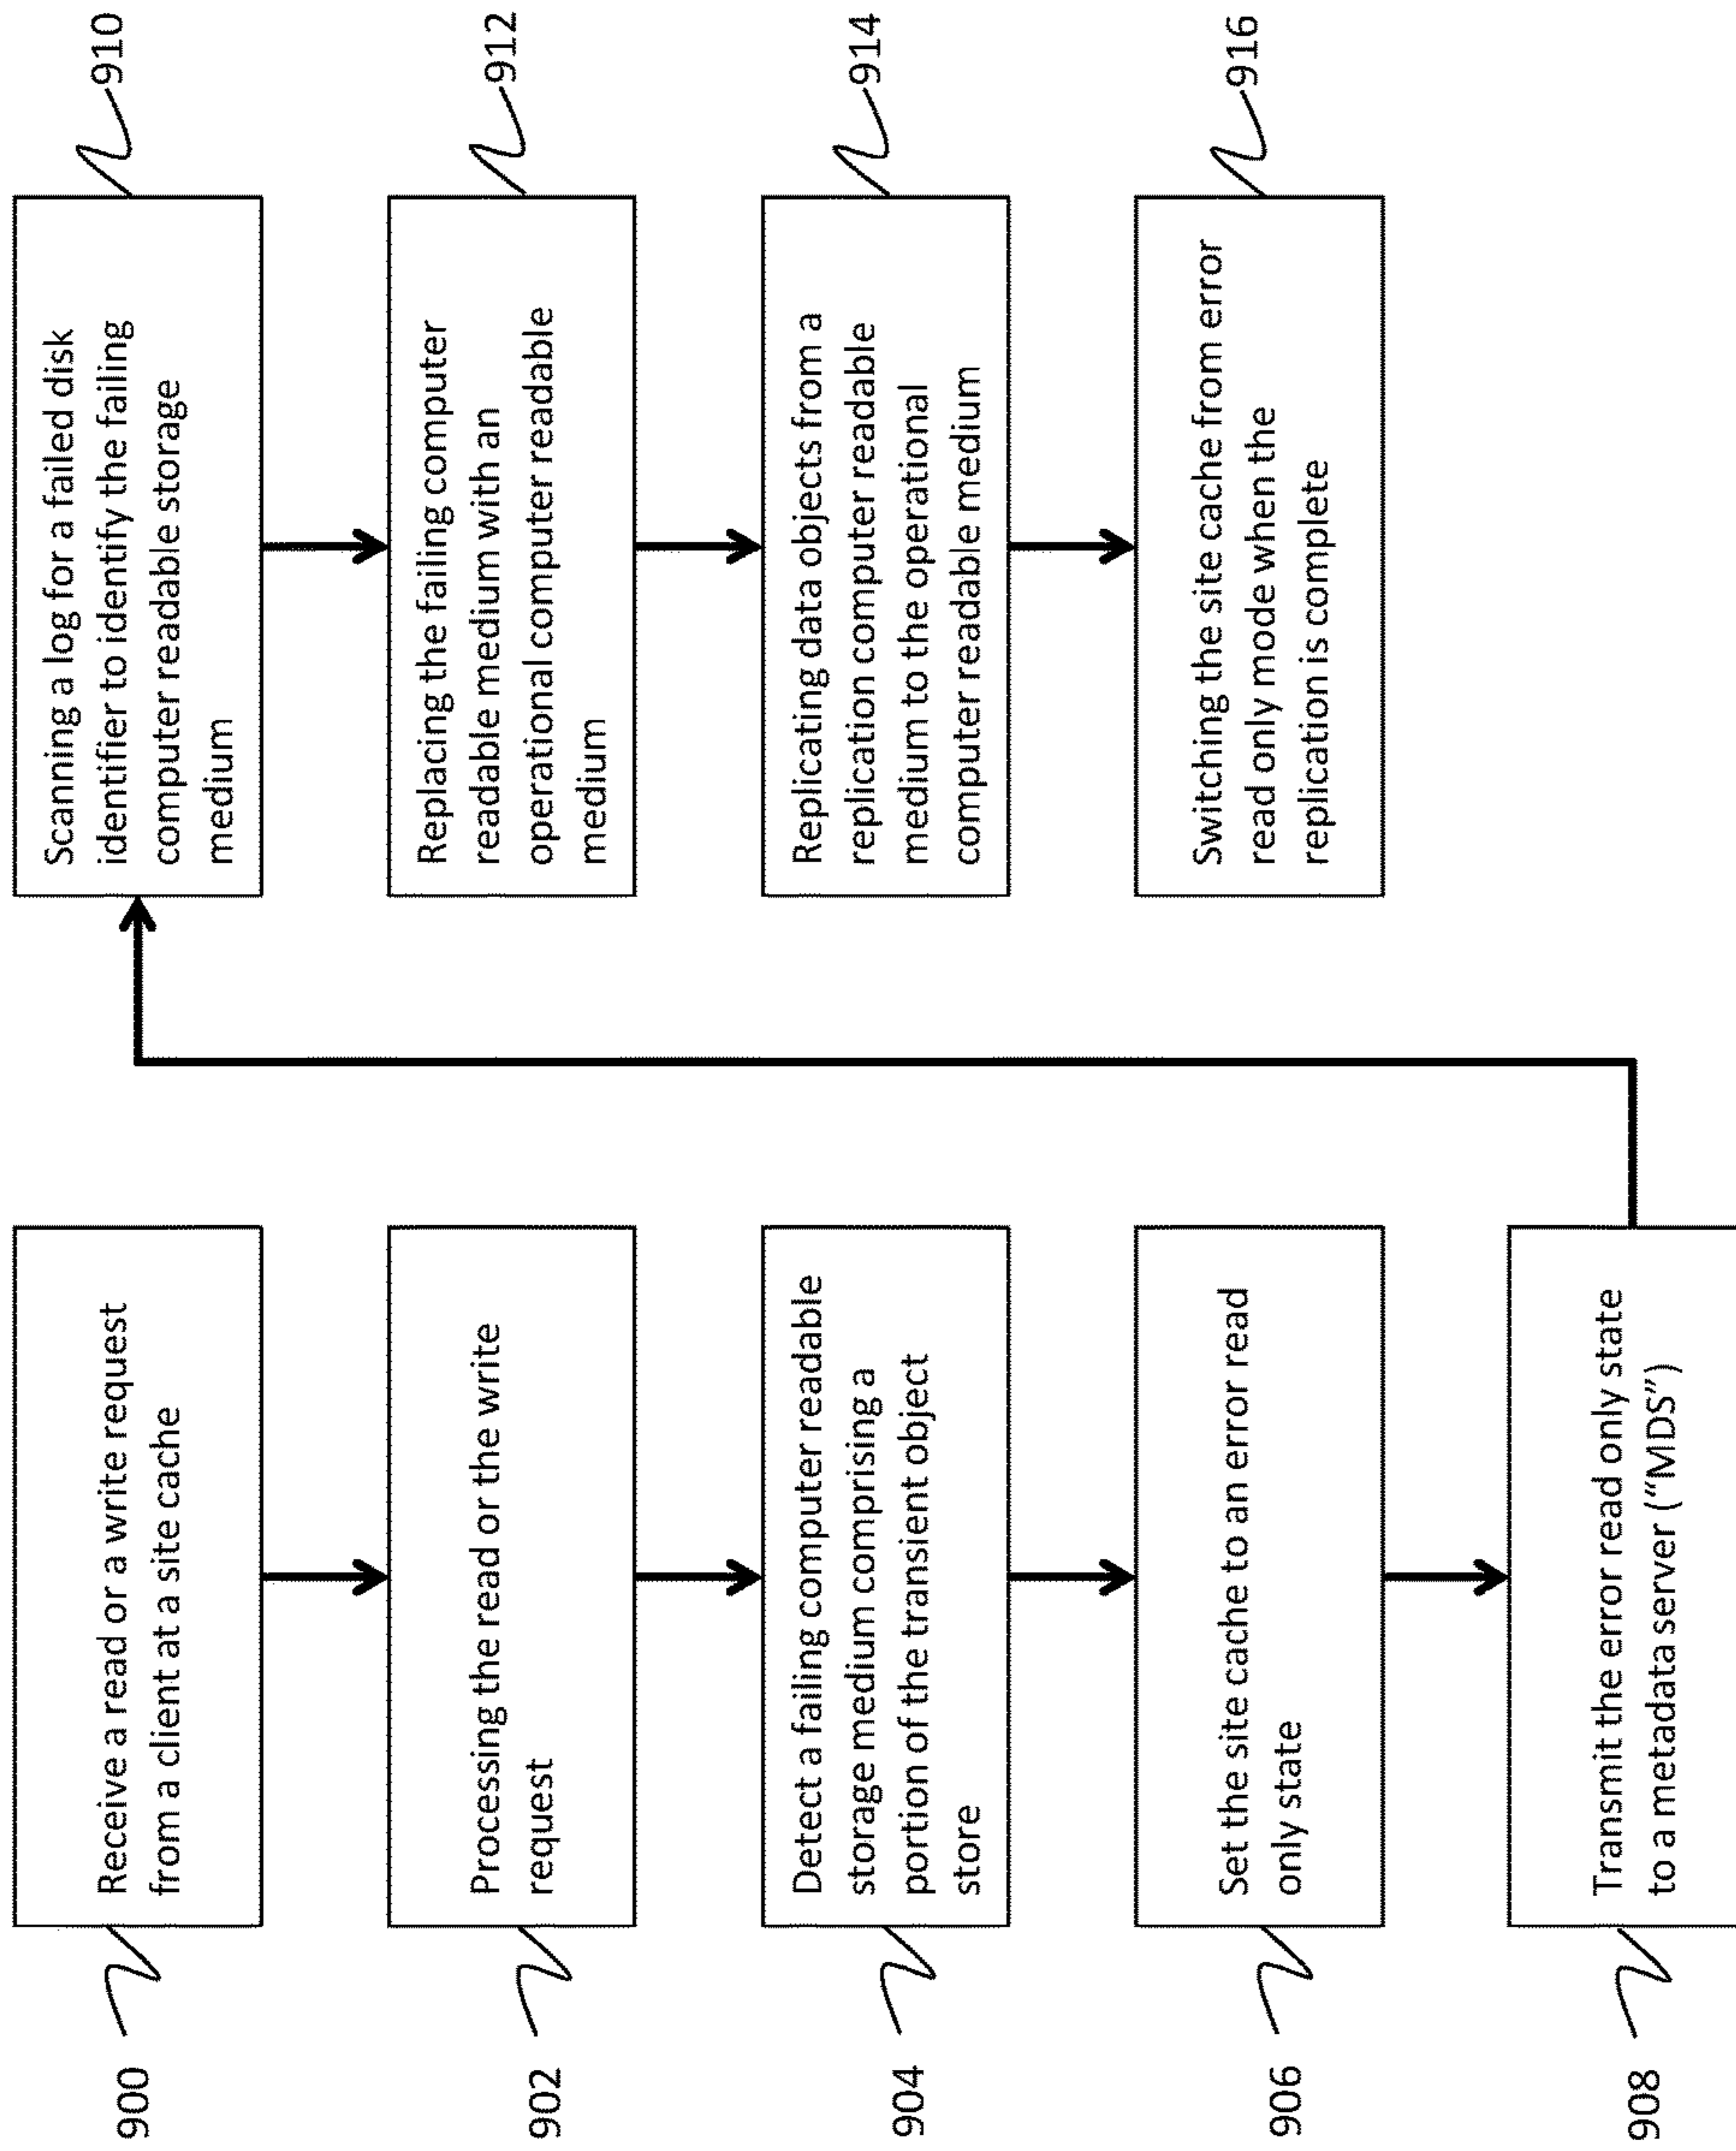 900
Receive a read or a write request
from a client at a site cache
902
Processing the read or the write
request
904
Detect a failing computer readable
storage medium comprising a
portion of the transient object
store
906
Set the site cache to an error read
only state
908
Transmit the error read only state
to a metadata server (“MDS”)
910
Scanning a log for a failed disk
identifier to identify the failing
computer readable storage
medium
912
Replacing the failing computer
readable medium with an
operational computer readable
medium
914
Replicating data objects from a
replication computer readable
medium to the operational
computer readable medium
916
Switching the site cache from error
read only mode when the
replication is complete